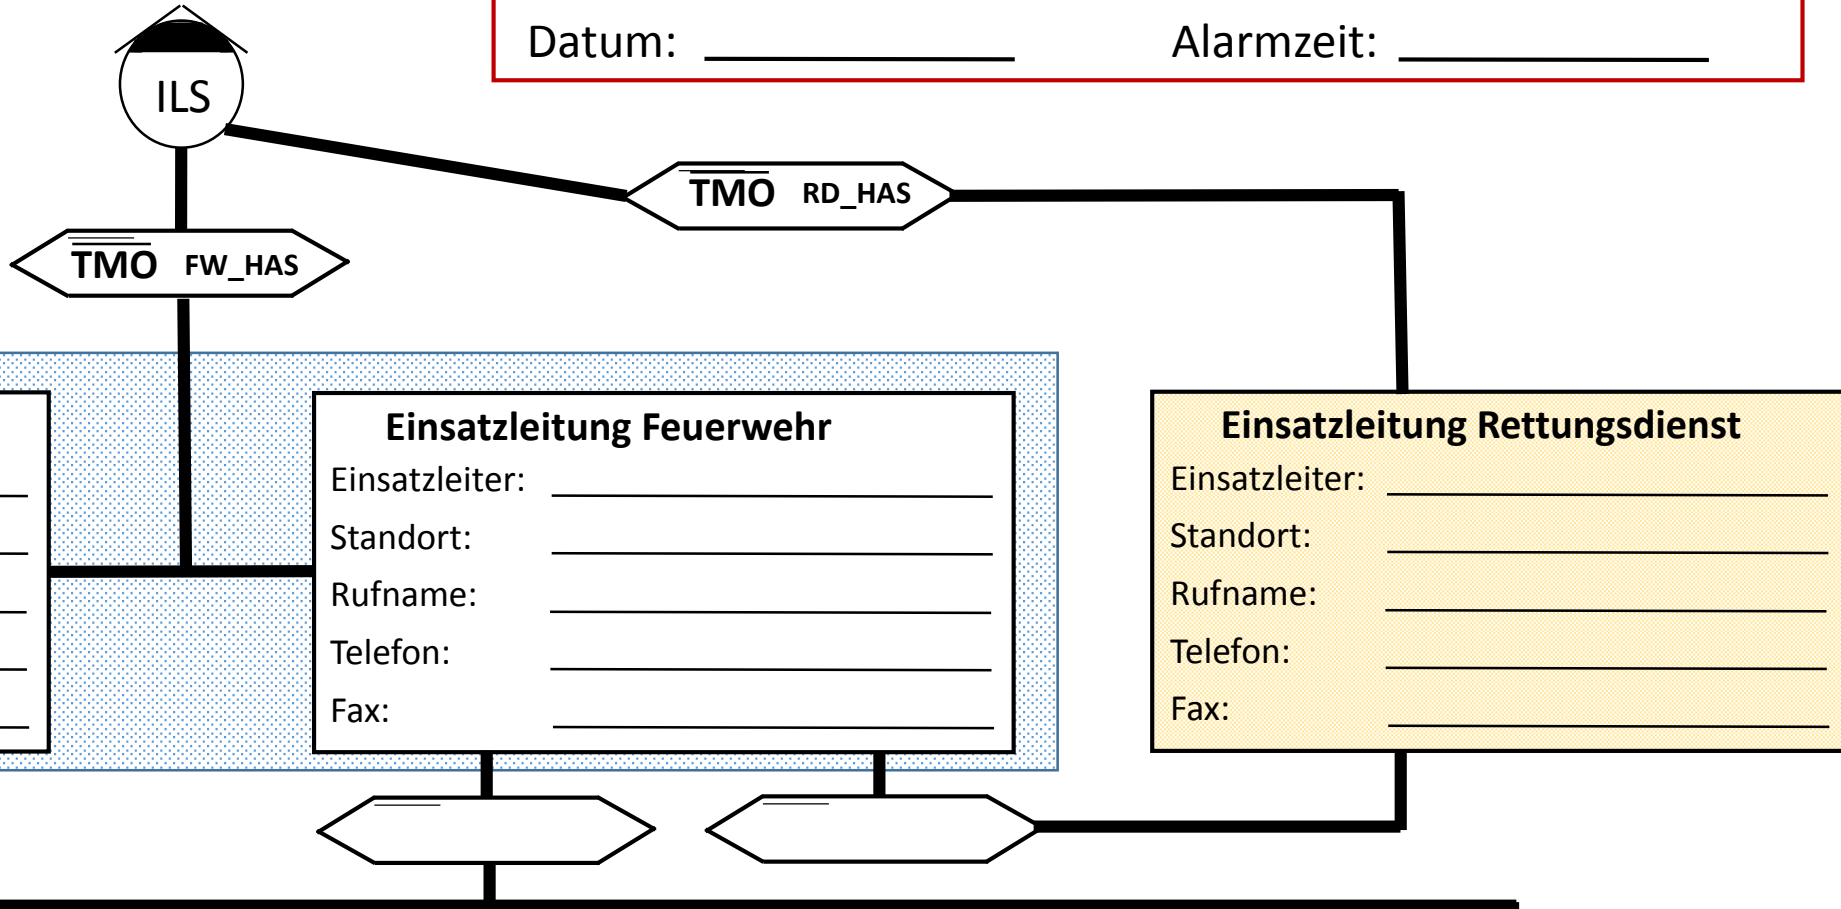 Datum: Alarmzeit:
ILS
TMO RD_HAS
TMO FW_HAS
Einsatzleitung Feuerwehr
Einsatzleiter:
Standort:
Rufname:
Telefon:
Fax:
Einsatzleitung Rettungsdienst
Einsatzleiter:
Standort:
Rufname:
Telefon:
Fax: